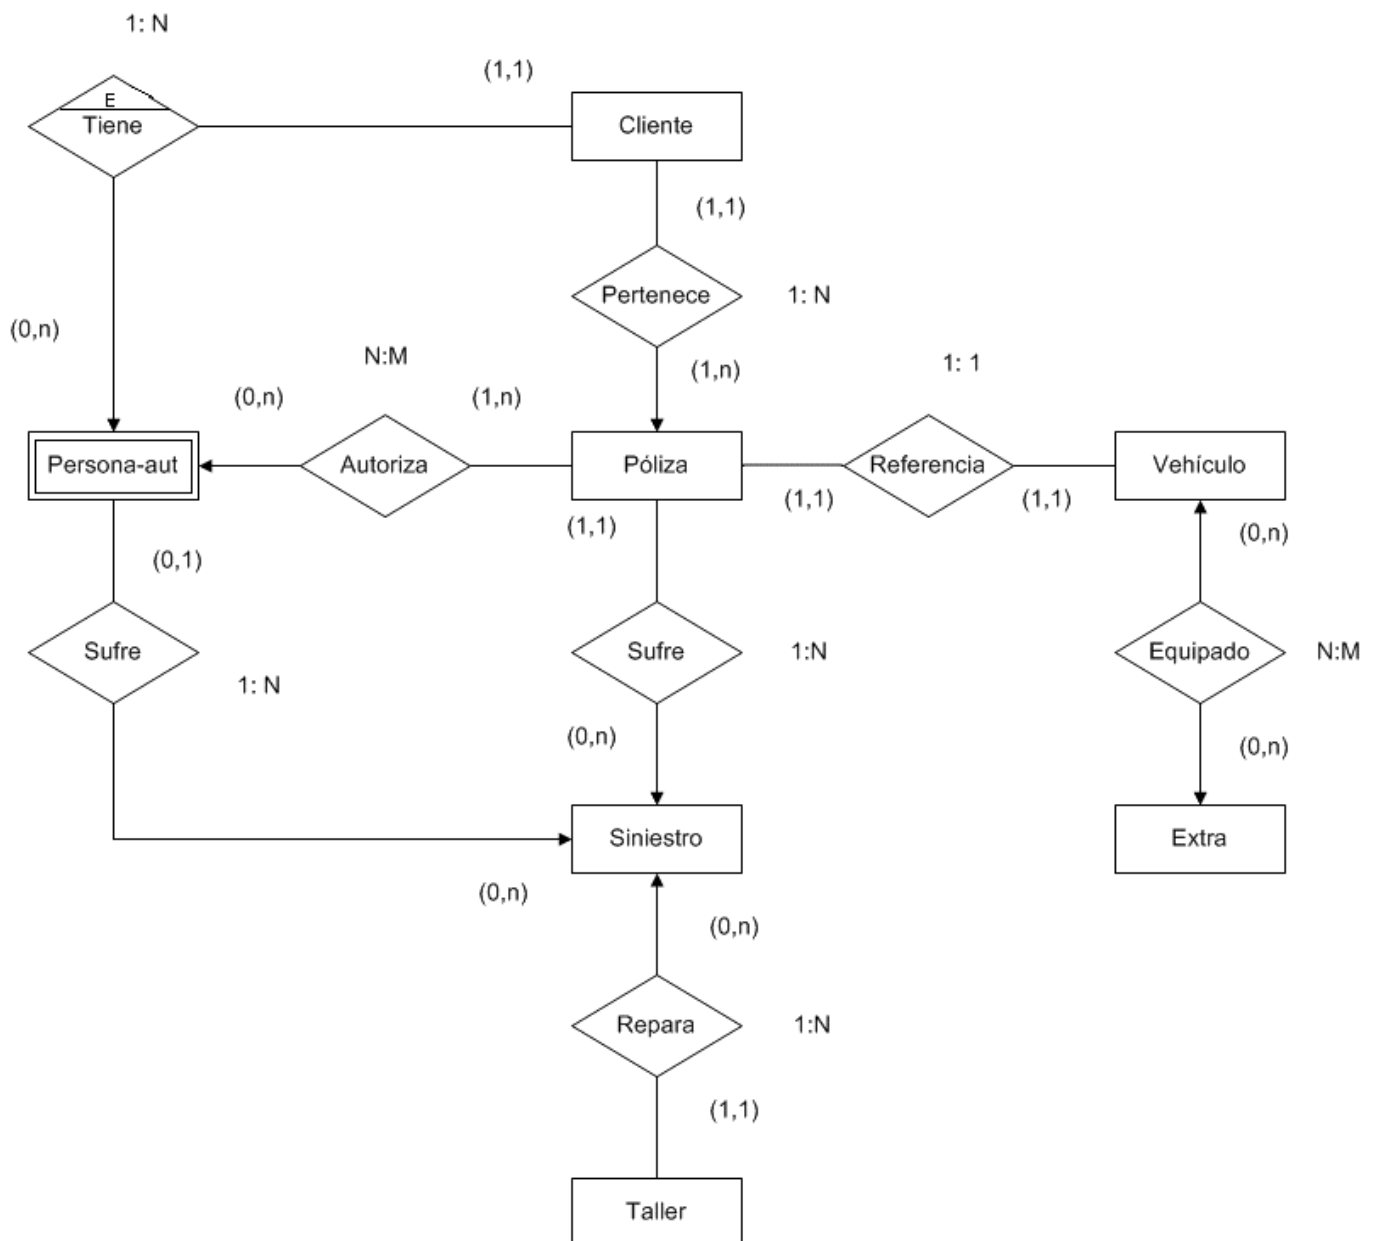 1: N
(1,1)
E
Tiene
Cliente
(1,1)
Pertenece
1: N
(0,n)
N:M
(1,n)
1: 1
(0,n)
(1,n)
Persona-aut
Autoriza
Póliza
Referencia
Vehículo
(1,1)
(1,1)
(1,1)
(0,n)
(0,1)
Sufre
Sufre
1:N
Equipado
N:M
1: N
(0,n)
(0,n)
Siniestro
Extra
(0,n)
(0,n)
Repara
1:N
(1,1)
Taller